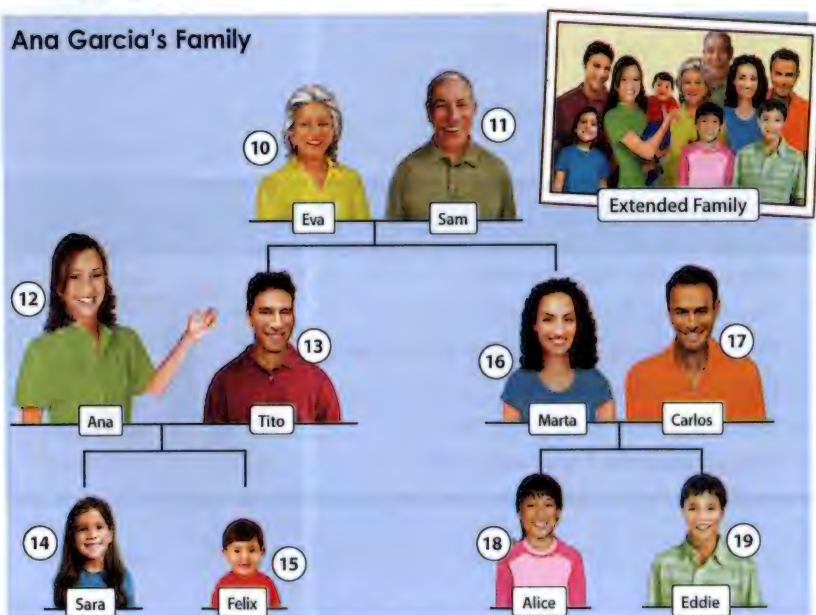 Ana Garcia's Family
10
11
Eva
Sam
Extended Family
12
13
Ana
Tito
16
17
Marta
Carlos
14
15
Sara
Felix
18
19
Alice
Eddie